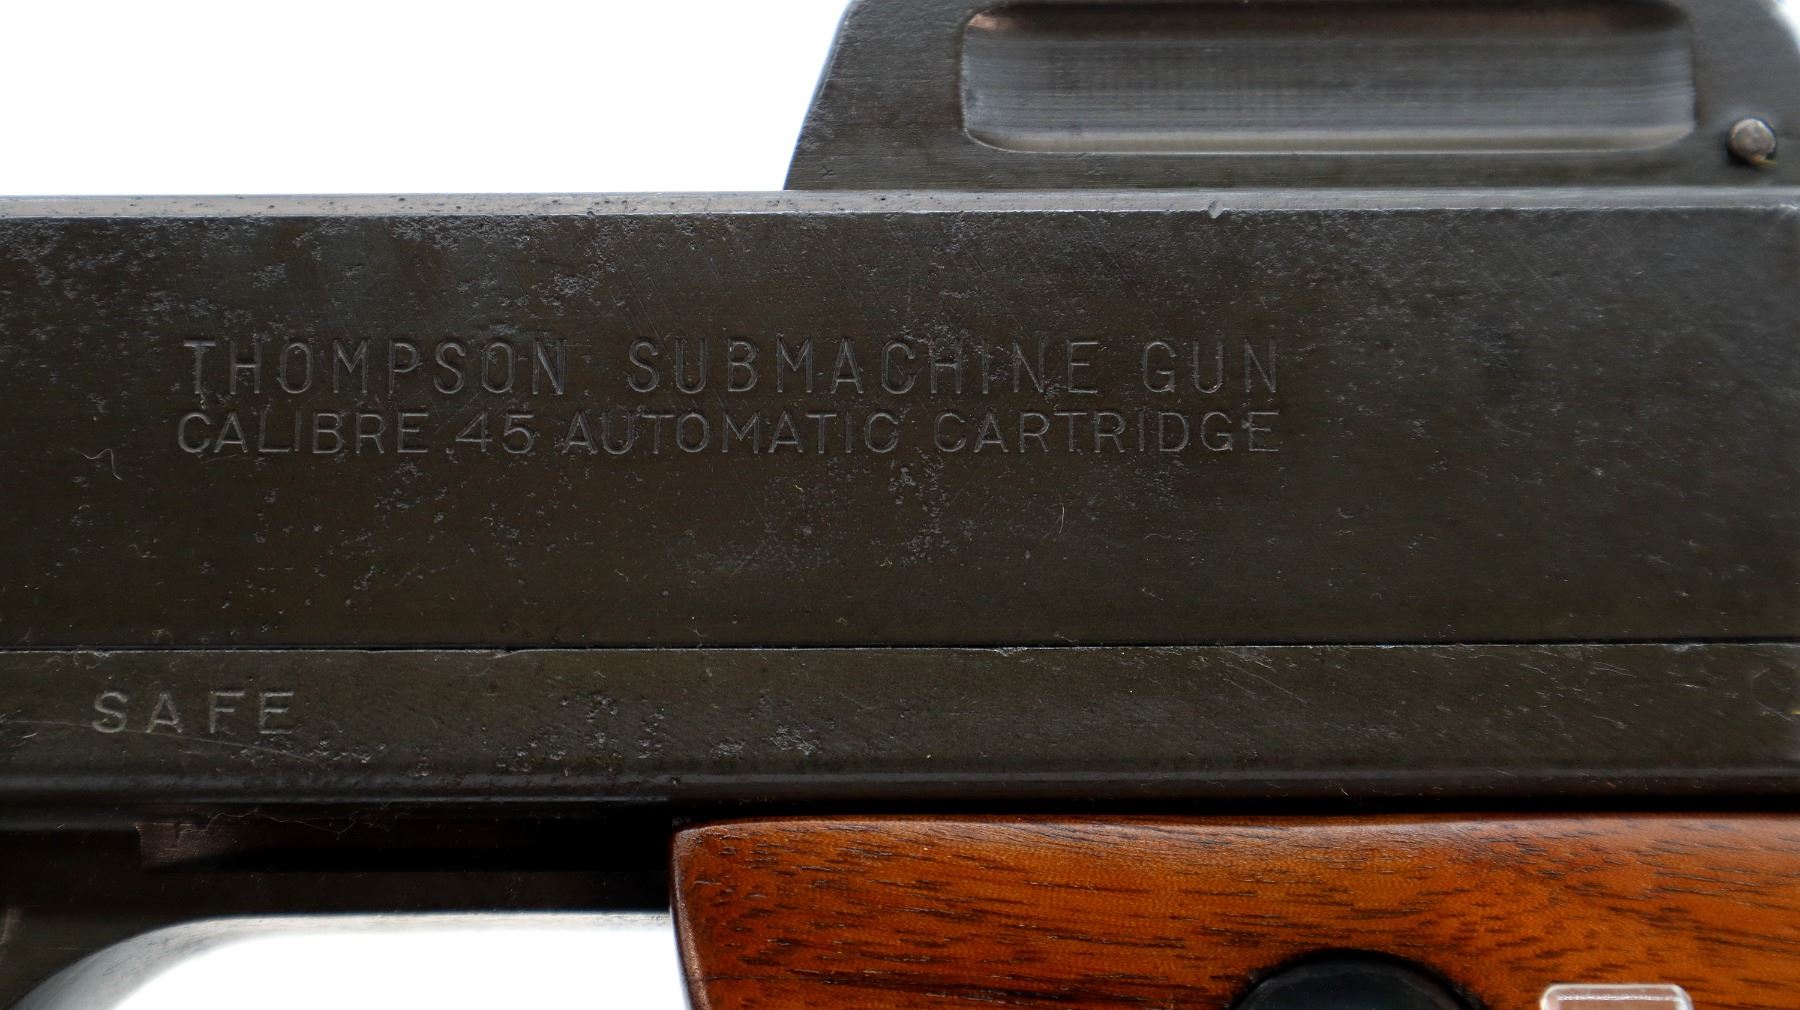 THOMPSON SUBMACHINE GUN
CALIBRE .45 AUTOMATIC CARTRIDGE
SAFE